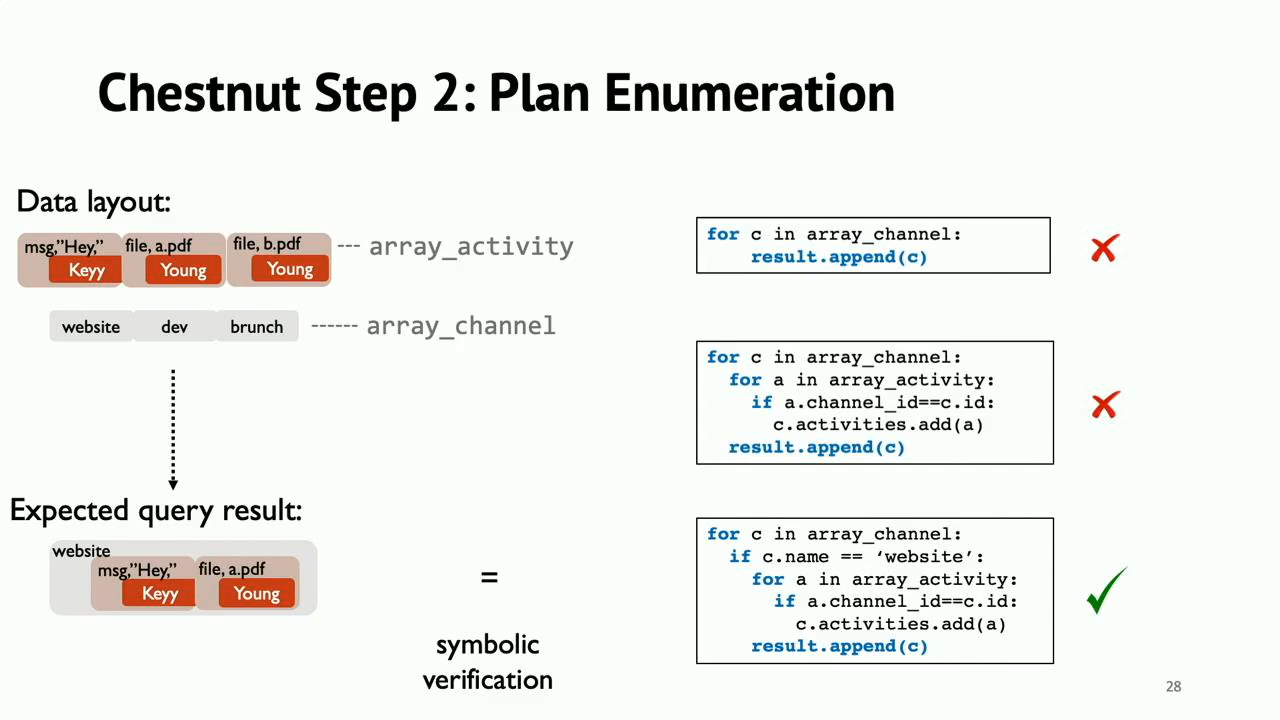 Chestnut Step 2: Plan Enumeration
Data layout:
msg,"Hey,"
file, a.pdf
file, b.pdf
Keyy
Young
Young
--- array_activity
website
dev
brunch
------ array_channel
Expected query result:
website
msg,"Hey,"
file, a.pdf
Keyy
Young
=
symbolic
verification
for c in array_channel:
result.append(c)
for c in array_channel:
for a in array_activity:
if a.channel_id==c.id:
c.activities.add(a)
result.append(c)
for c in array_channel:
if c.name == ‘website’:
for a in array_activity:
if a.channel_id==c.id:
c.activities.add(a)
result.append(c)
28